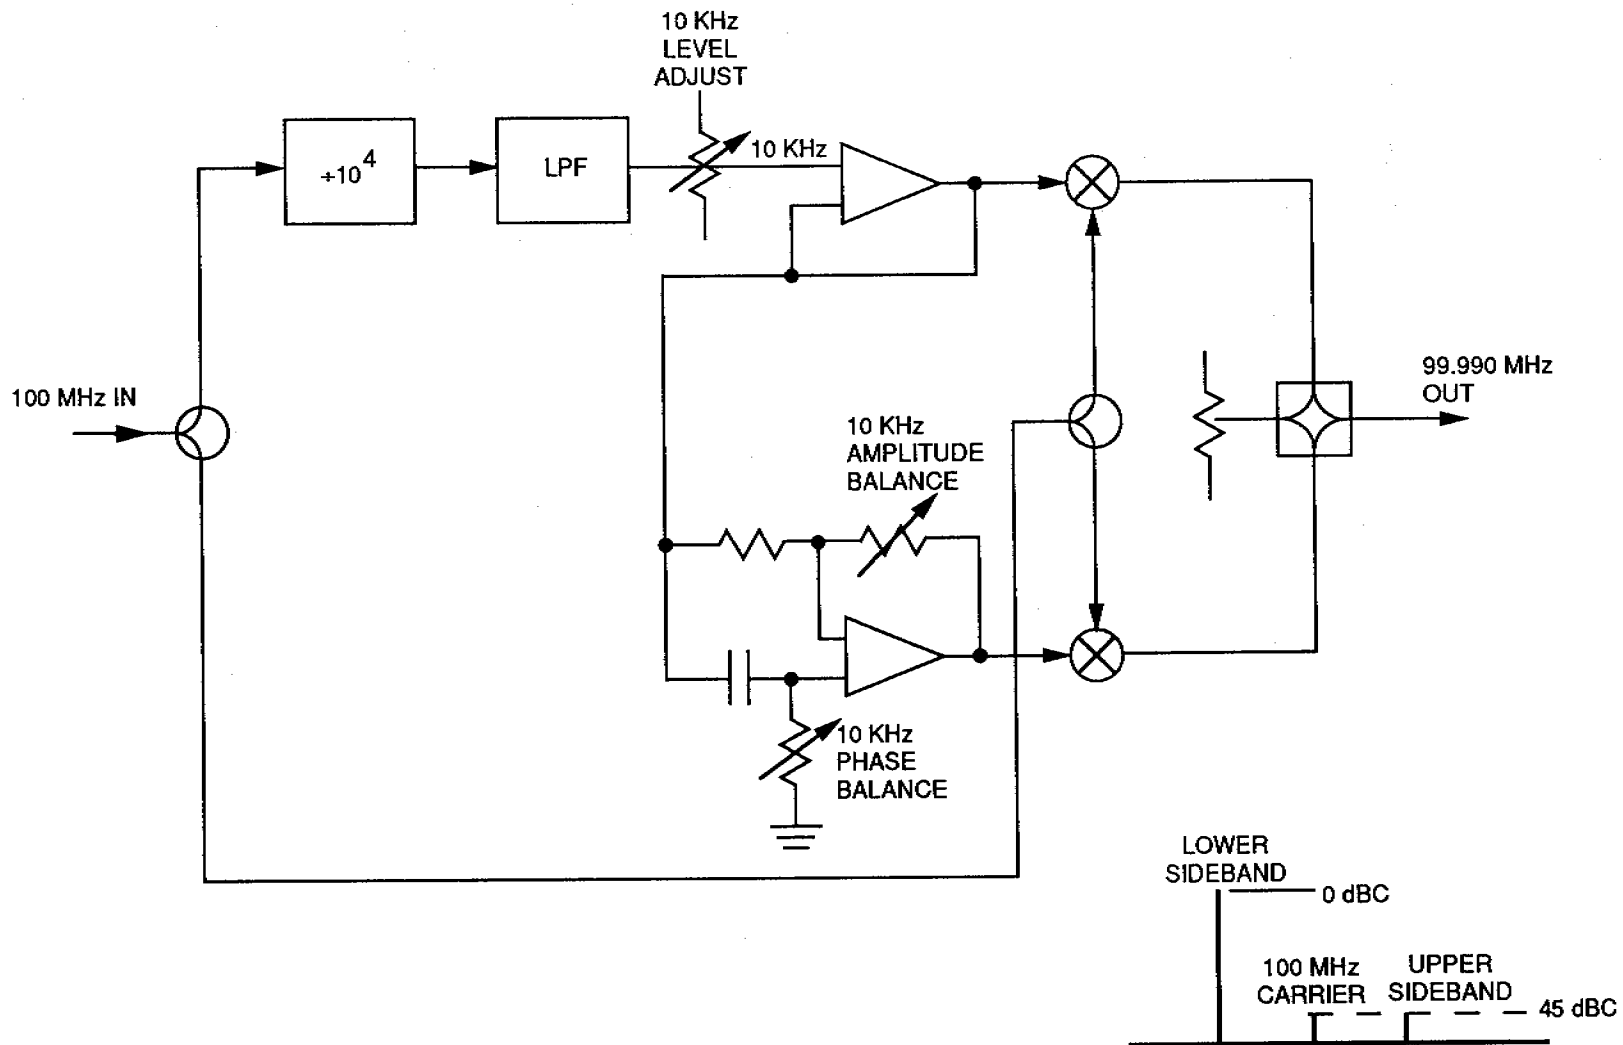 10 KHz
LEVEL
ADJUST
÷10⁴
LPF
10 KHz
100 MHz IN
99.990 MHz
OUT
10 KHz
AMPLITUDE
BALANCE
10 KHz
PHASE
BALANCE
LOWER
SIDEBAND
0 dBC
100 MHz
CARRIER
UPPER
SIDEBAND
45 dBC